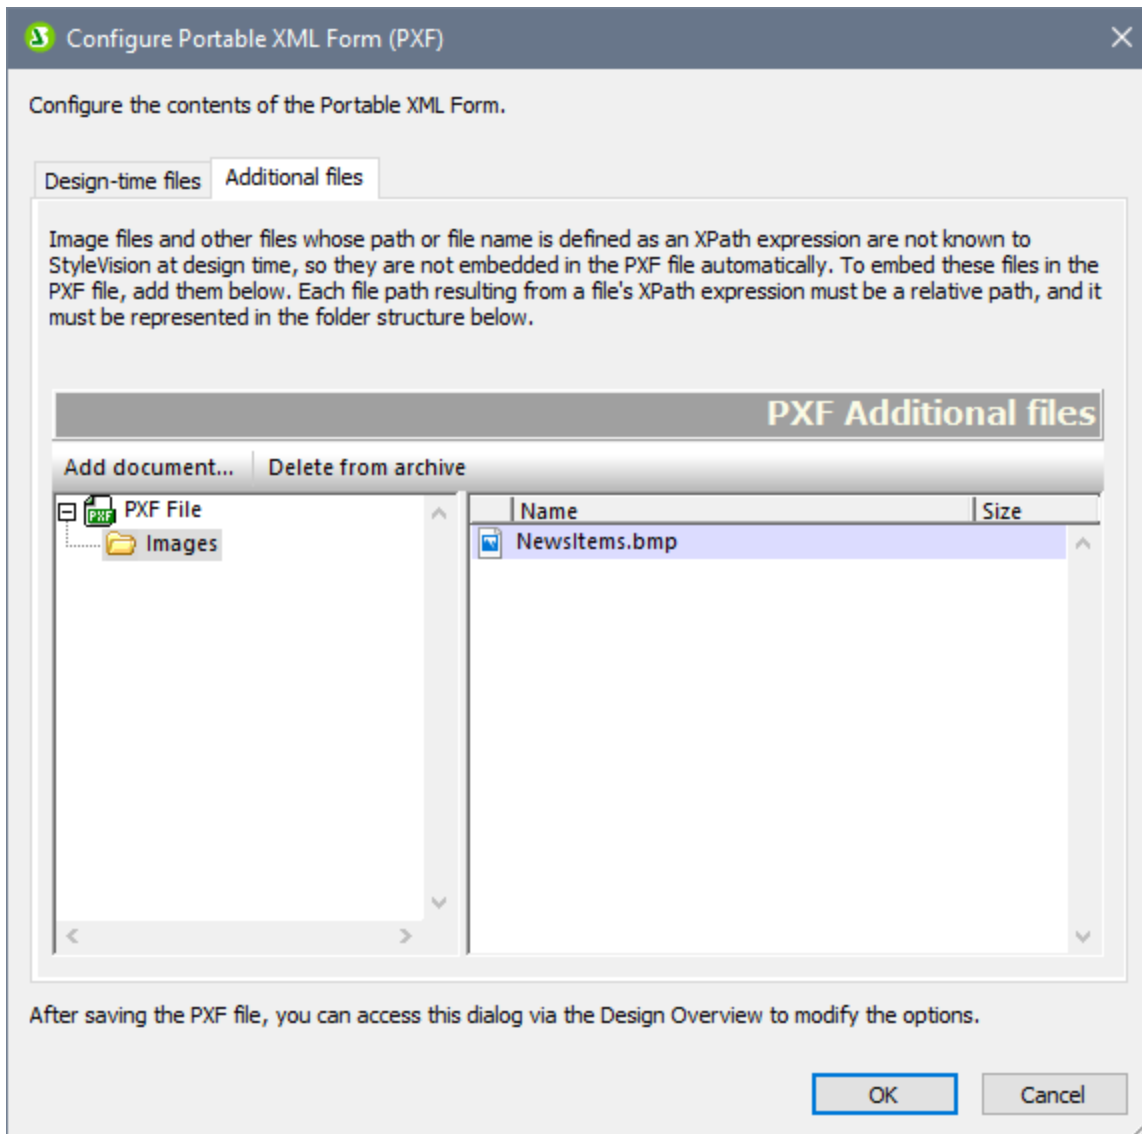 Configure Portable XML Form (PXF)
Configure the contents of the Portable XML Form.
Design-time files Additional files
Image files and other files whose path or file name is defined as an XPath expression are not known to
StyleVision at design time, so they are not embedded in the PXF file automatically. To embed these files in the
PXF file, add them below. Each file path resulting from a file's XPath expression must be a relative path, and it
must be represented in the folder structure below.
PXF Additional files
Add document... Delete from archive
PXF File
Images
Name Size
NewsItems.bmp
After saving the PXF file, you can access this dialog via the Design Overview to modify the options.
OK Cancel